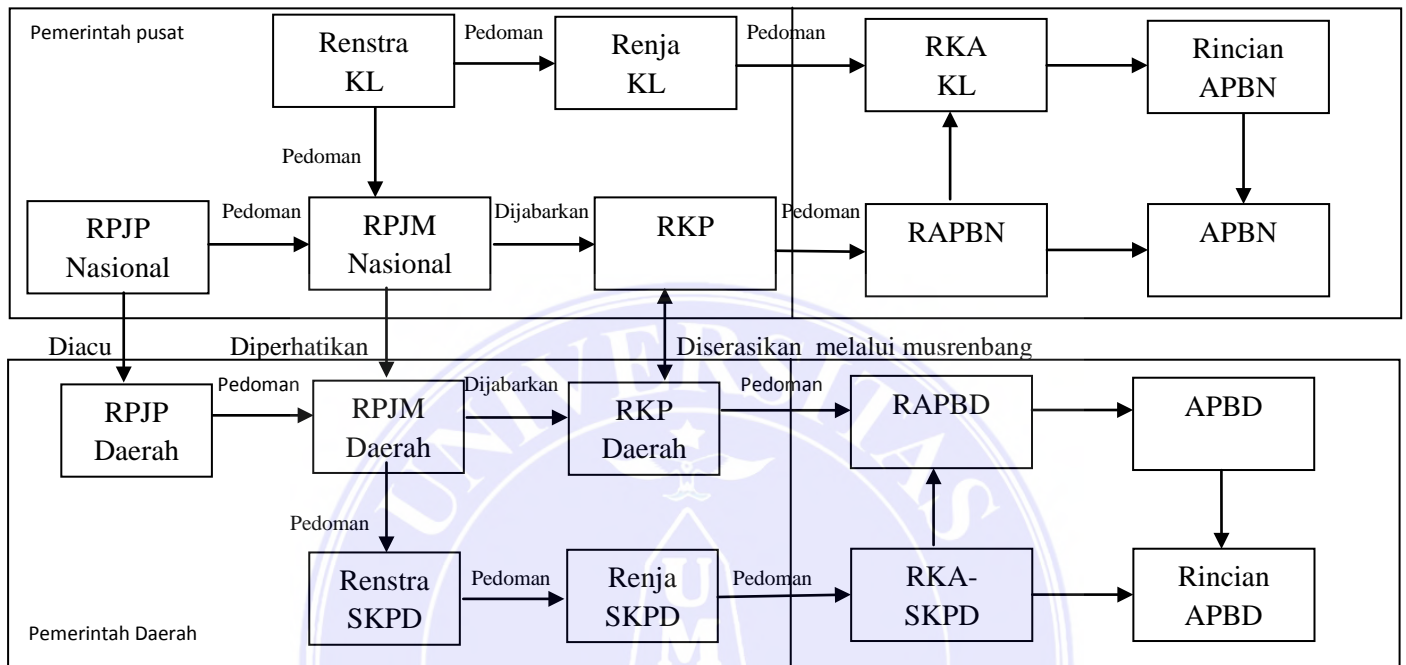 Pemerintah pusat
Renstra
KL
Pedoman
Renja
KL
Pedoman
RKA
KL
Rincian
APBN
Pedoman
RPJP
Nasional
Pedoman
RPJM
Nasional
Dijabarkan
RKP
Pedoman
RAPBN
APBN
Diacu
Diperhatikan
Diserasikan melalui musrenbang
RPJP
Daerah
Pedoman
RPJM
Daerah
Dijabarkan
RKP
Daerah
Pedoman
RAPBD
APBD
Pedoman
Renstra
SKPD
Pedoman
Renja
SKPD
Pedoman
RKA-
SKPD
Rincian
APBD
Pemerintah Daerah
UNIVERSITAS
U
M